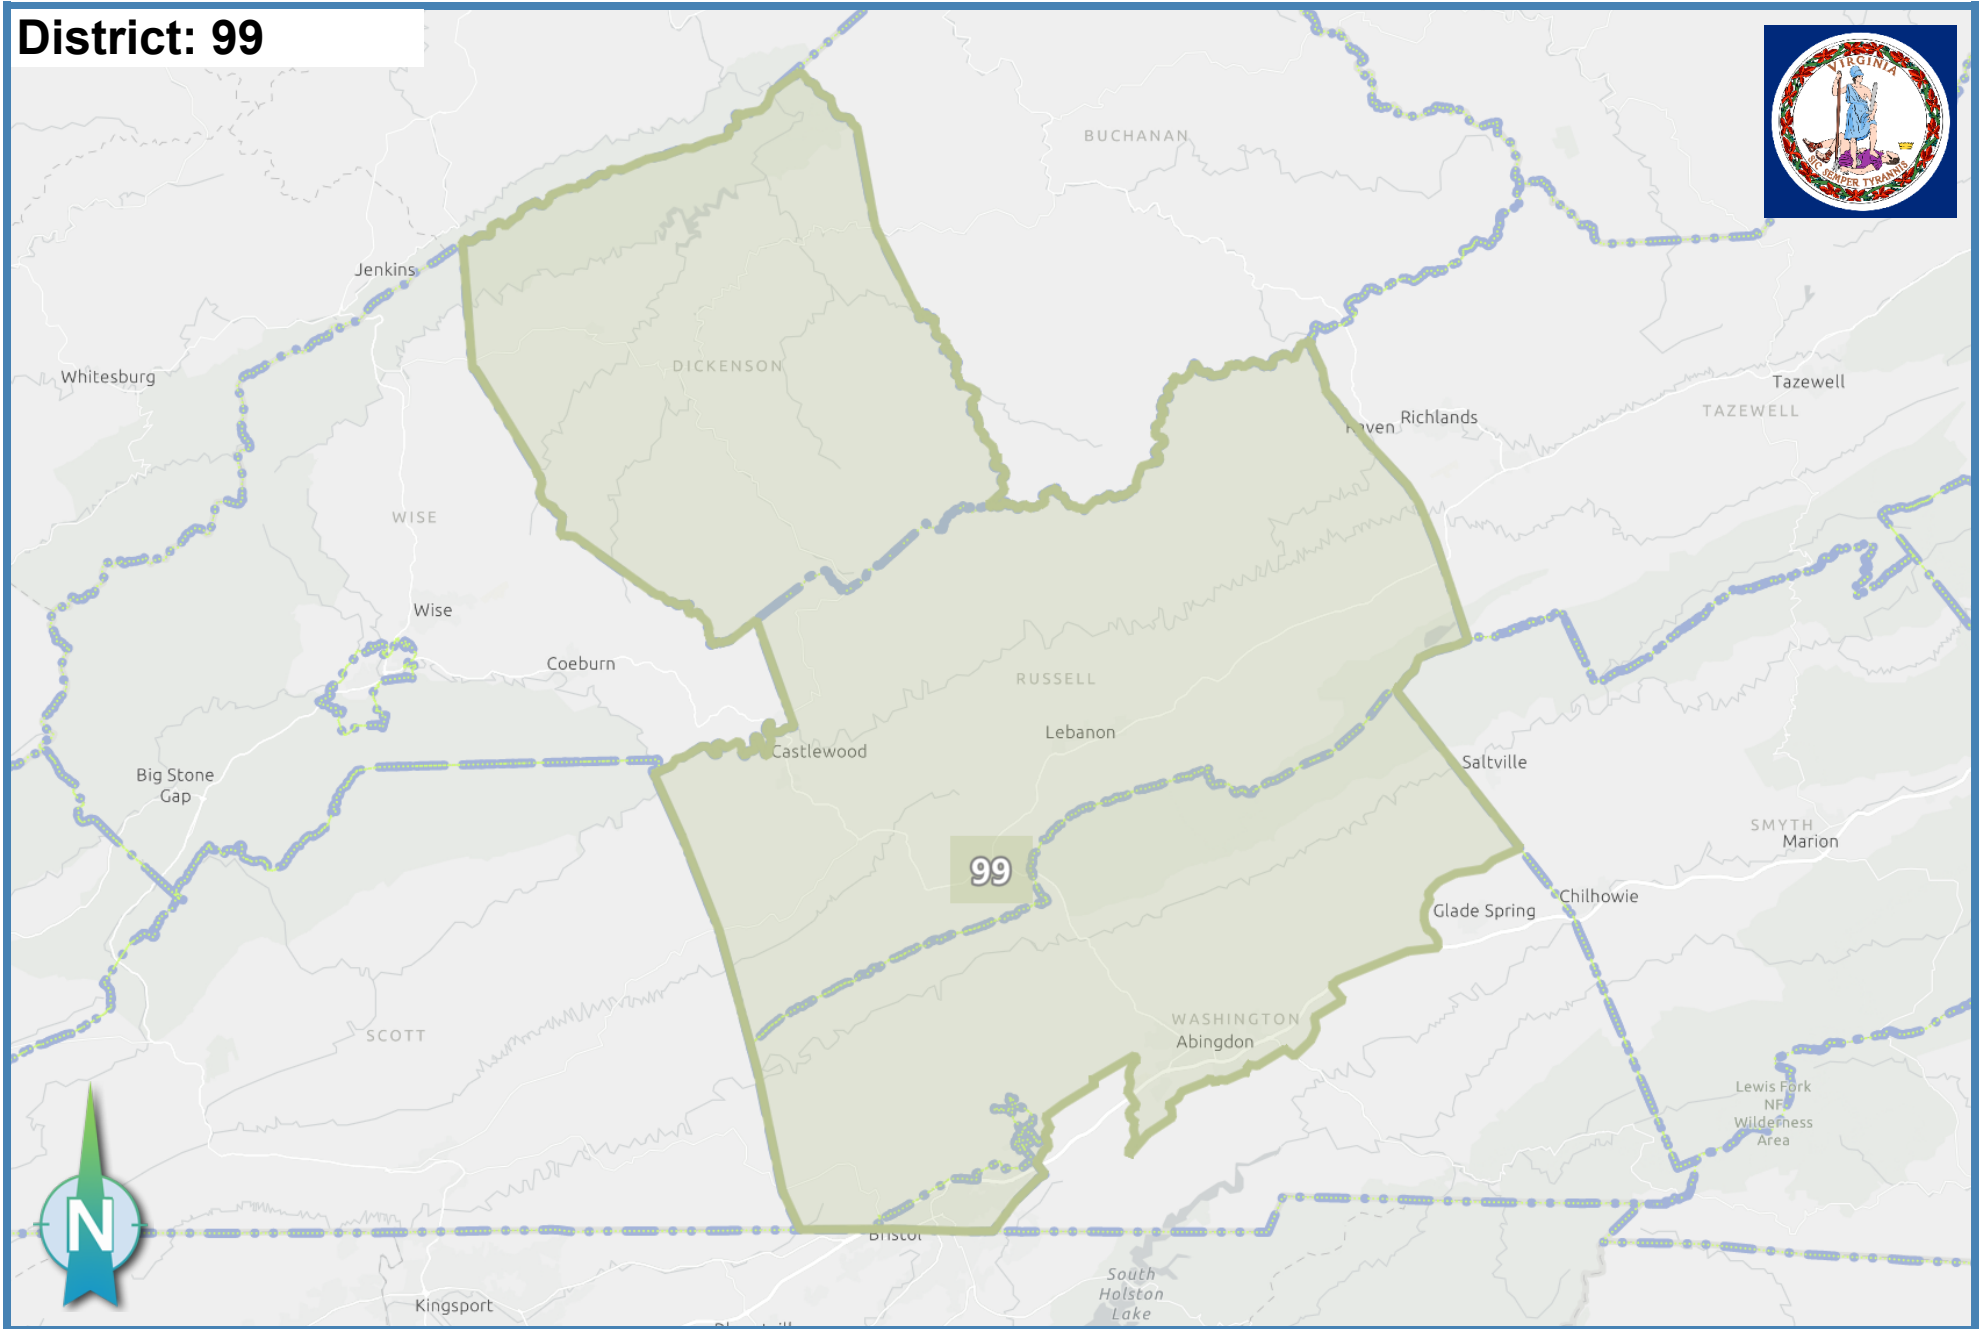 District: 99
VIRGINIA
SIC SEMPER TYRANNIS
BUCHANAN
Jenkins
Whitesburg
DICKENSON
Tazewell
TAZEWELL
Richlands
WISE
Wise
Coeburn
RUSSELL
Lebanon
Castlewood
Saltville
Big Stone
Gap
SMYTH
Marion
99
Chilhowie
Glade Spring
WASHINGTON
Abingdon
SCOTT
Lewis Fork
NF
Wilderness
Area
N
Bristol
South
Holston
Lake
Kingsport